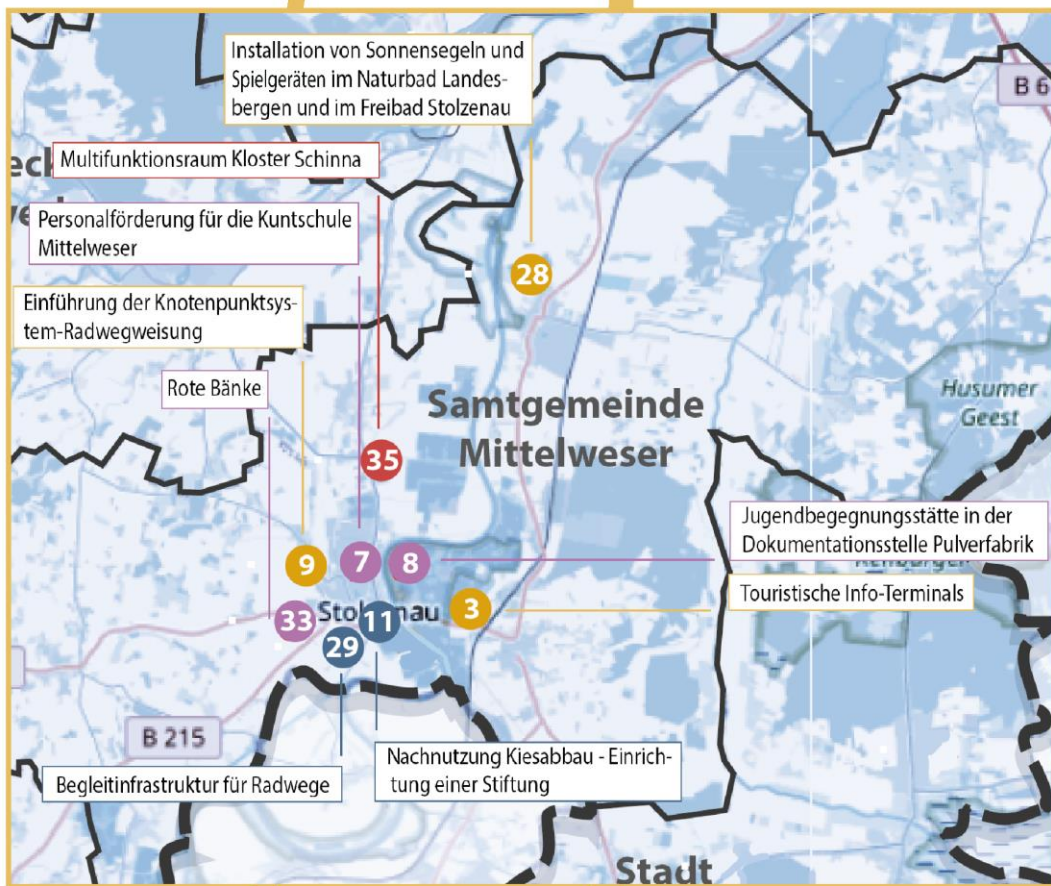 Installation von Sonnensegeln und
Spielgeräten im Naturbad Landes-
bergen und im Freibad Stolzenau
B 6
Multifunktionsraum Kloster Schinna
Personalförderung für die Kuntschule
Mittelweser
28
Einführung der Knotenpunktsys-
tem-Radwegweisung
Rote Bänke
Samtgemeinde
Mittelweser
Husumer
Geest
35
Jugendbegegnungsstätte in der
Dokumentationsstelle Pulverfabrik
9
7
8
Touristische Info-Terminals
33
11
3
29
B 215
Begleitinfrastruktur für Radwege
Nachnutzung Kiesabbau - Einrich-
tung einer Stiftung
Stadt